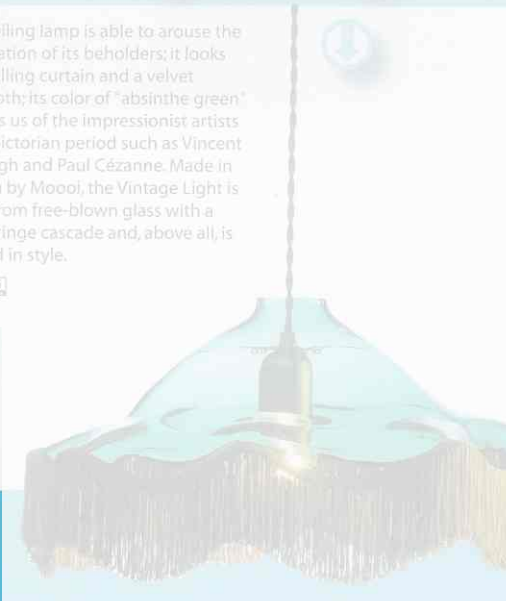 iling lamp is able to arouse the
ation of its beholders; it looks
lling curtain and a velvet
oth; its color of "absinthe green"
s us of the impressionist artists
ictorian period such as Vincent
gh and Paul Cézanne. Made in
by Moooi, the Vintage Light is
rom free-blown glass with a
ringe cascade and, above all, is
d in style.